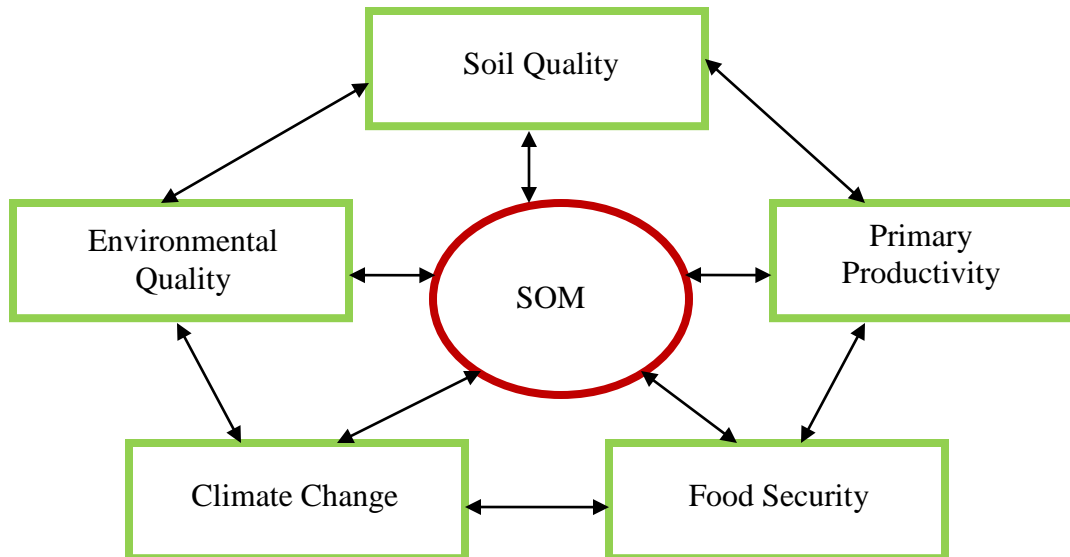 Soil Quality
Environmental
Quality
Primary
Productivity
SOM
Climate Change
Food Security